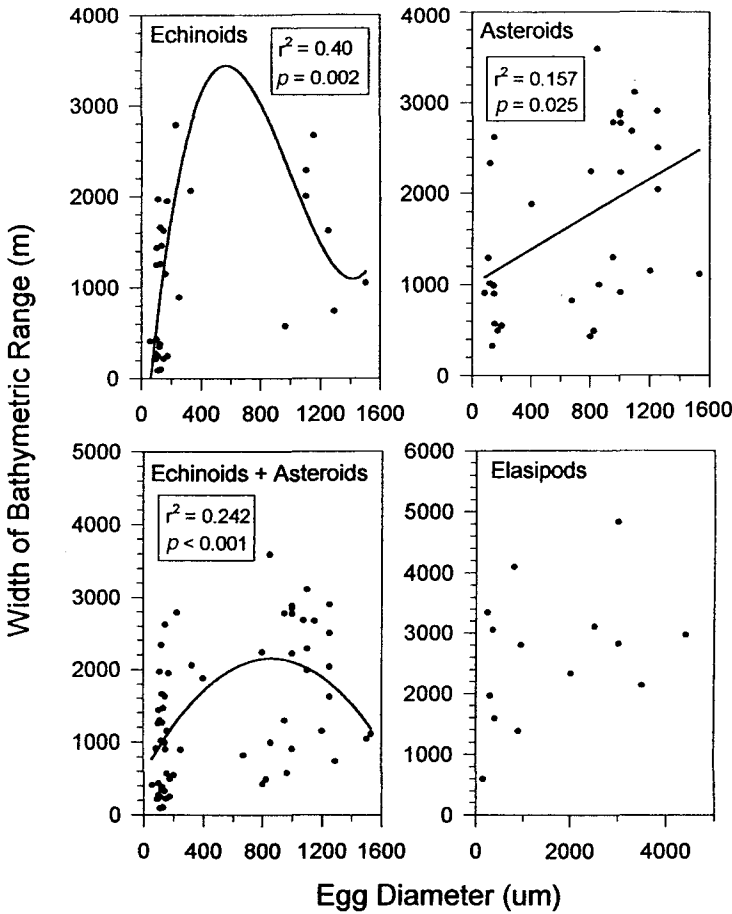 Width of Bathymetric Range (m)
Echinoids
r² = 0.40
p = 0.002
4000
3000
2000
1000
0
0 400 800 1200 1600
Asteroids
r² = 0.157
p = 0.025
4000
3000
2000
1000
0
0 400 800 1200 1600
Echinoids + Asteroids
r² = 0.242
p < 0.001
5000
4000
3000
2000
1000
0
0 400 800 1200 1600
Elasipods
6000
5000
4000
3000
2000
1000
0
0 2000 4000
Egg Diameter (um)